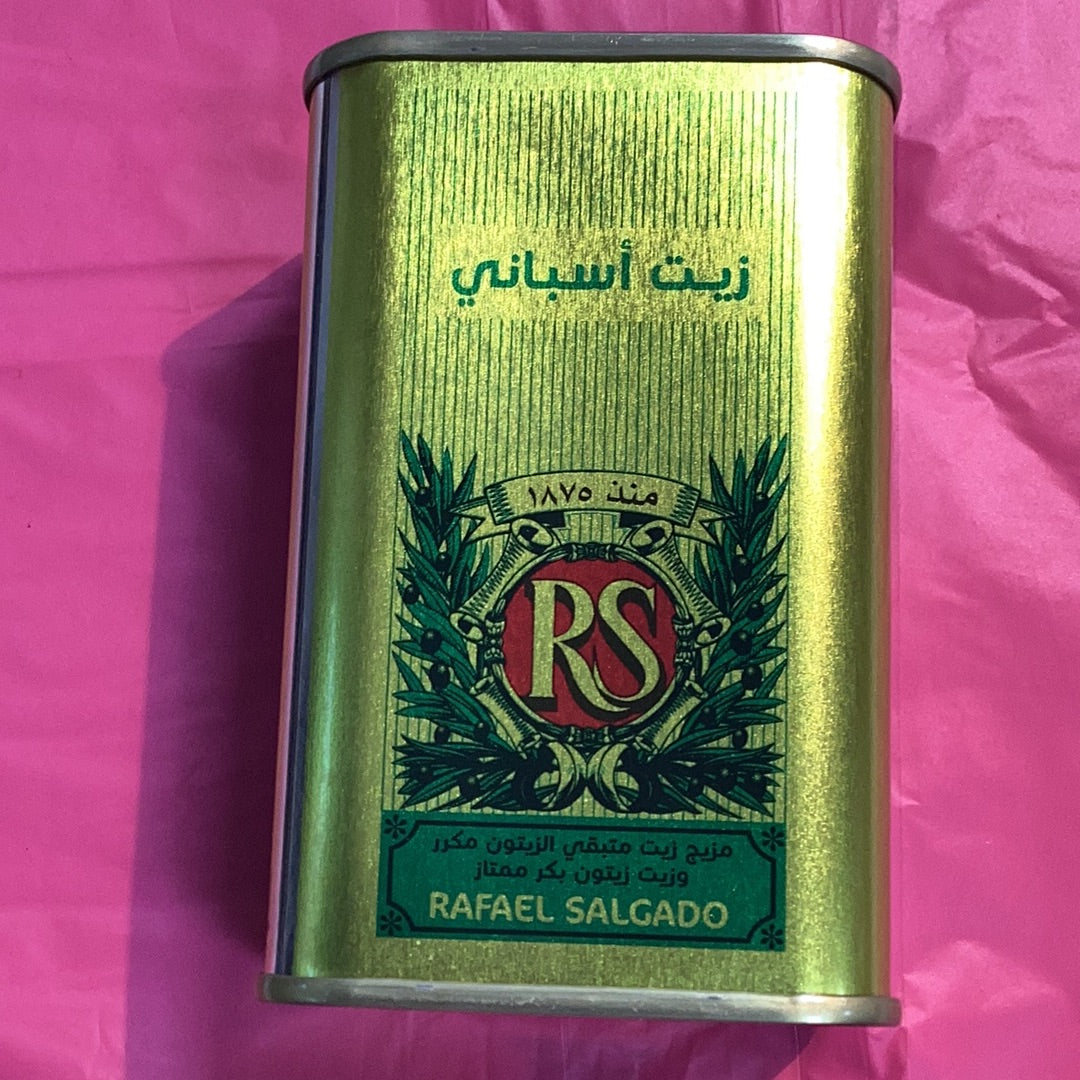 زيت أسباني
منذ ١٨٧٥
RS
مزيج زيت متبقي الزيتون مكرر
وزيت زيتون بكر ممتاز
RAFAEL SALGADO